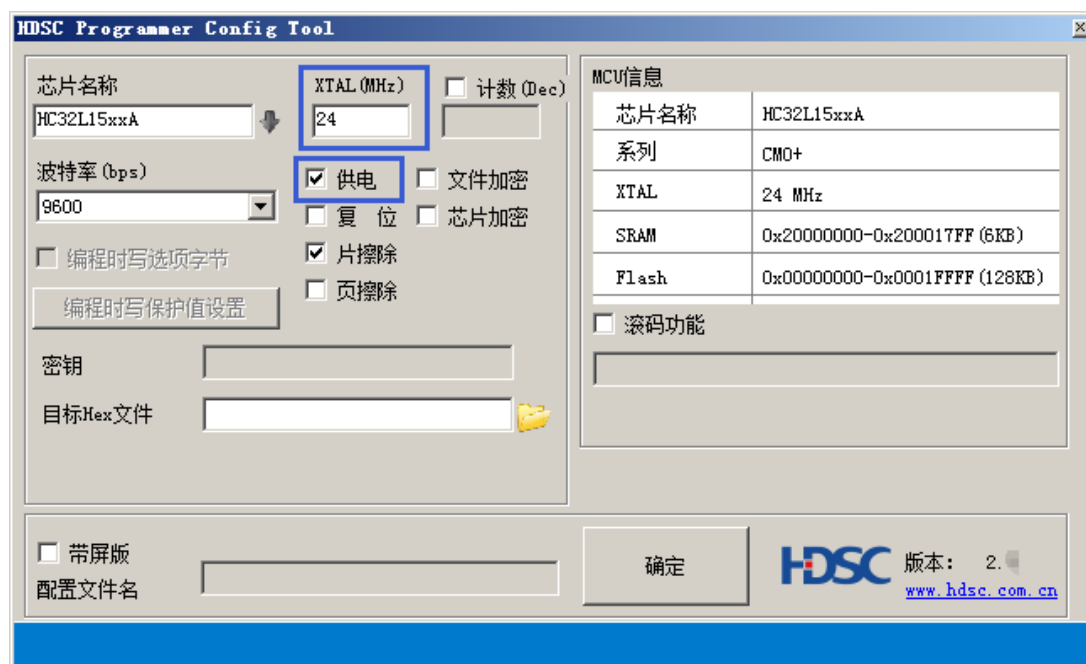 HDSC Programmer Config Tool
芯片名称
XTAL(MHz)
计数(Dec)
HC32L15xxA
24
波特率(bps)
9600
供电
文件加密
复 位
芯片加密
编程时写选项字节
片擦除
编程时写保护值设置
页擦除
密钥
目标Hex文件
MCU信息
芯片名称 HC32L15xxA
系列 CM0+
XTAL 24 MHz
SRAM 0x20000000-0x200017FF(6KB)
Flash 0x00000000-0x0001FFFF(128KB)
滚码功能
带屏版
配置文件名
确定
HDSC
版本: 2.
www.hdsc.com.cn